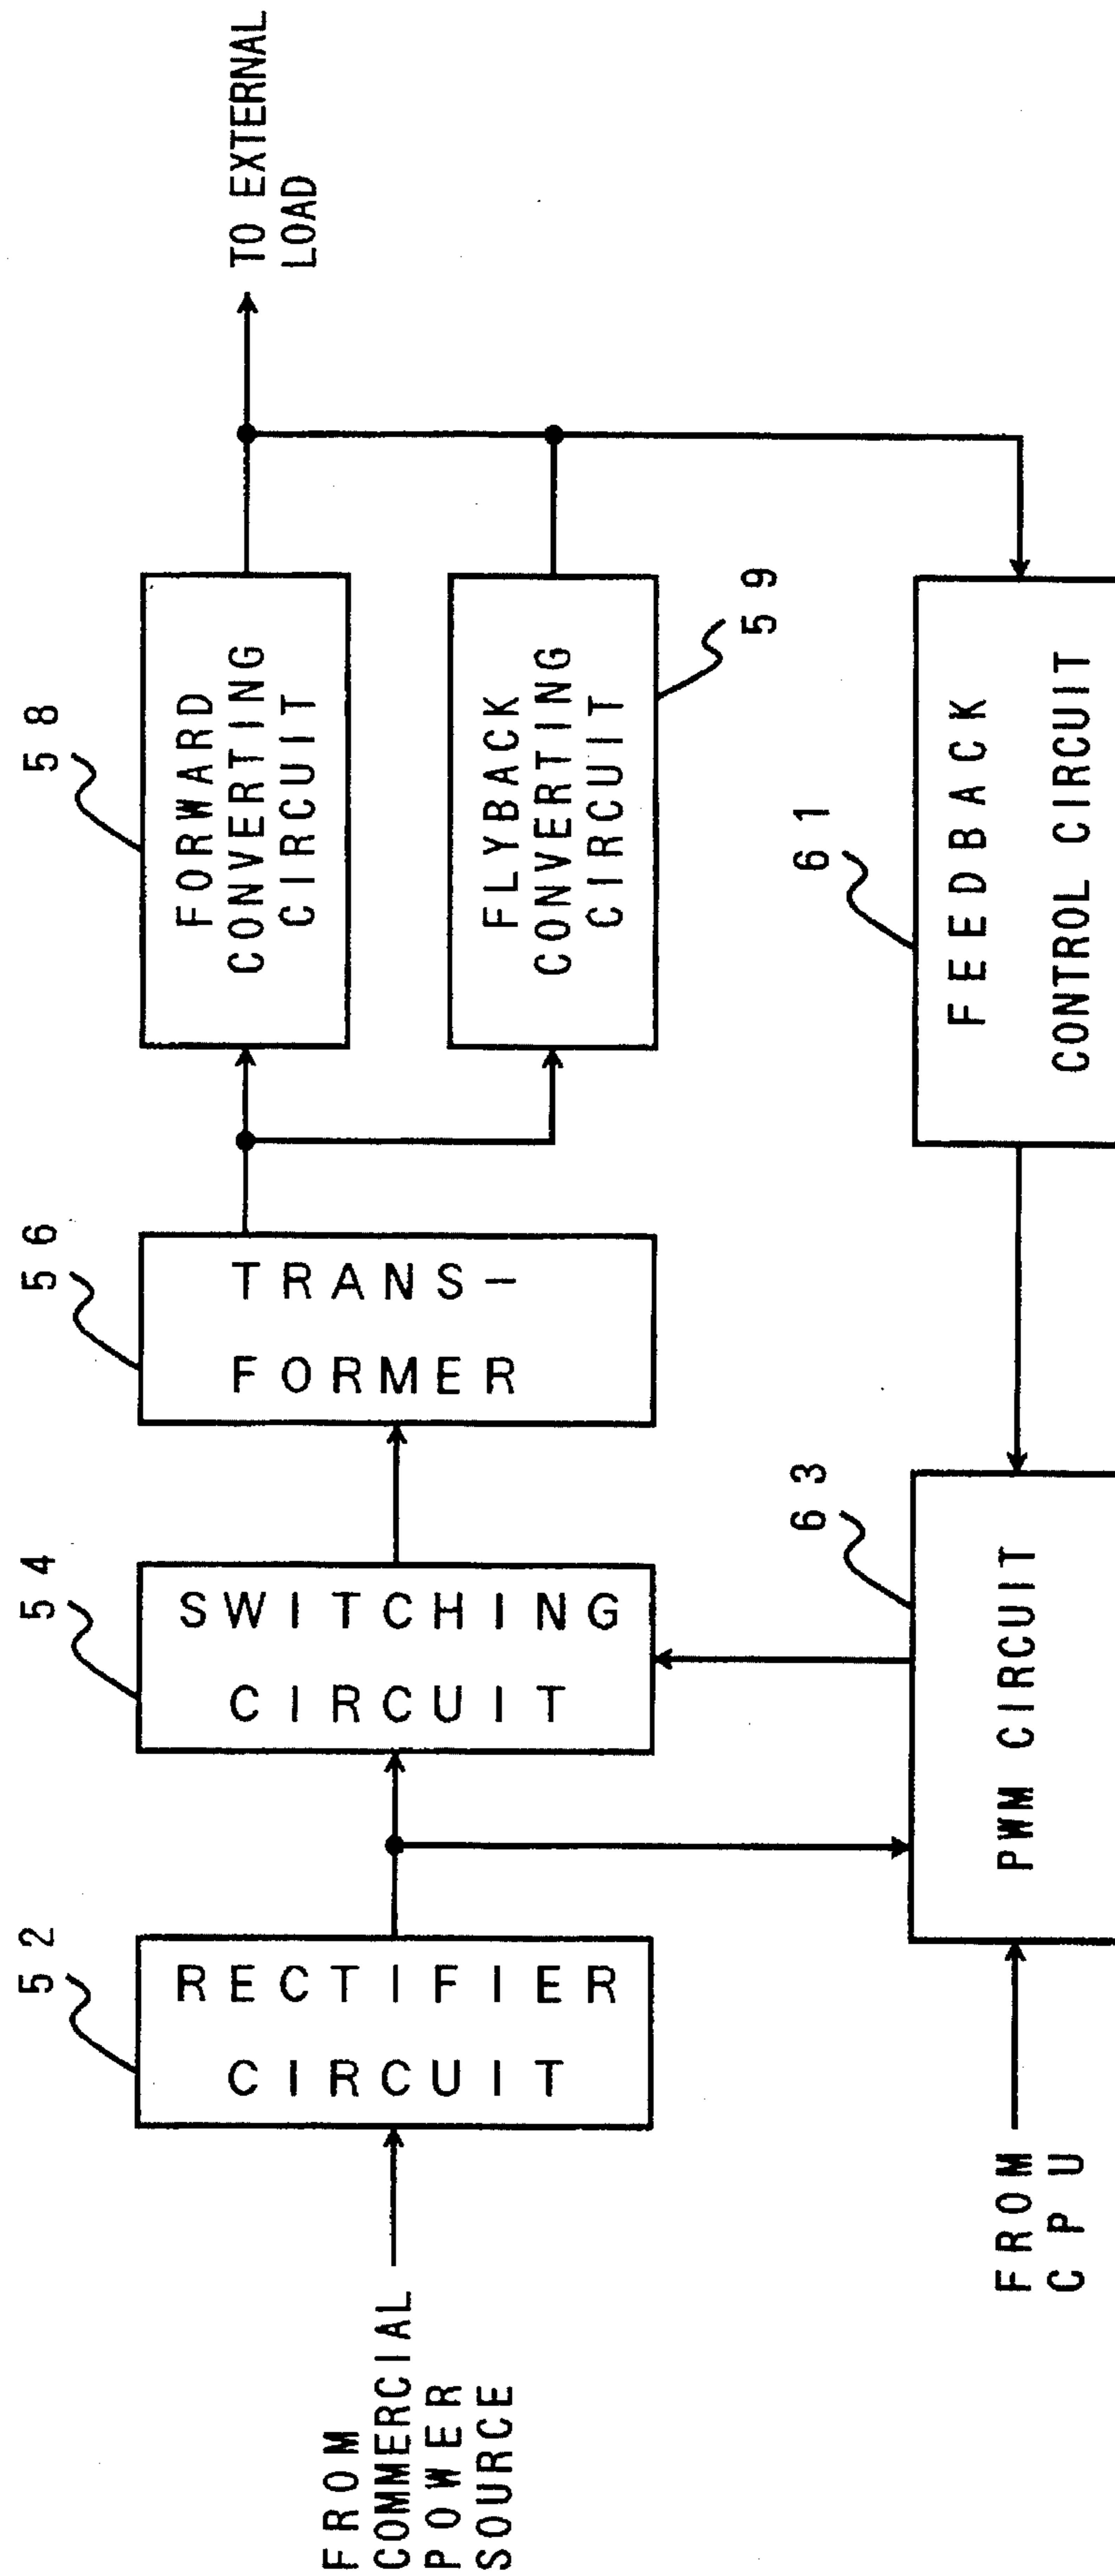 FROM
COMMERCIAL
POWER
SOURCE
52
RECTIFIER
CIRCUIT
54
SWITCHING
CIRCUIT
56
TRANS-
FORMER
58
FORWARD
CONVERTING
CIRCUIT
TO EXTERNAL
LOAD
FLYBACK
CONVERTING
CIRCUIT
59
FROM
CPU
63
PWM CIRCUIT
61
FEEDBACK
CONTROL CIRCUIT